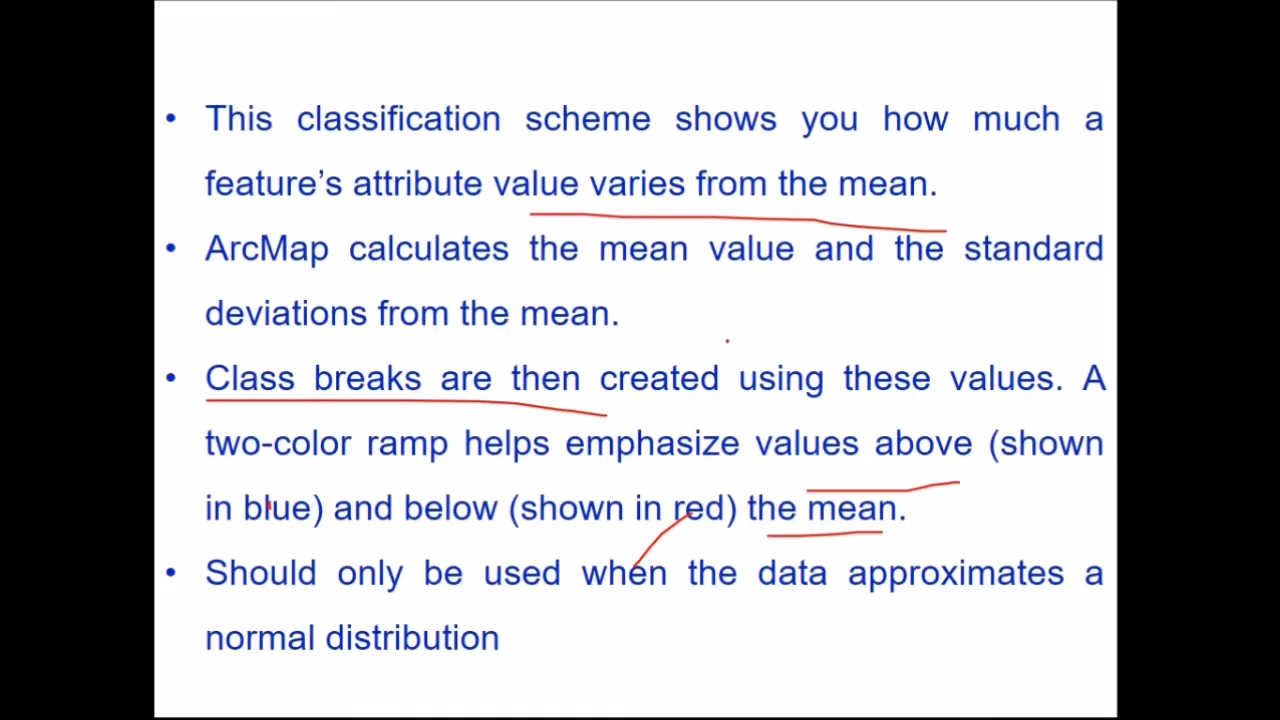 • This classification scheme shows you how much a
feature’s attribute value varies from the mean.
• ArcMap calculates the mean value and the standard
deviations from the mean.
• Class breaks are then created using these values. A
two-color ramp helps emphasize values above (shown
in blue) and below (shown in red) the mean.
• Should only be used when the data approximates a
normal distribution